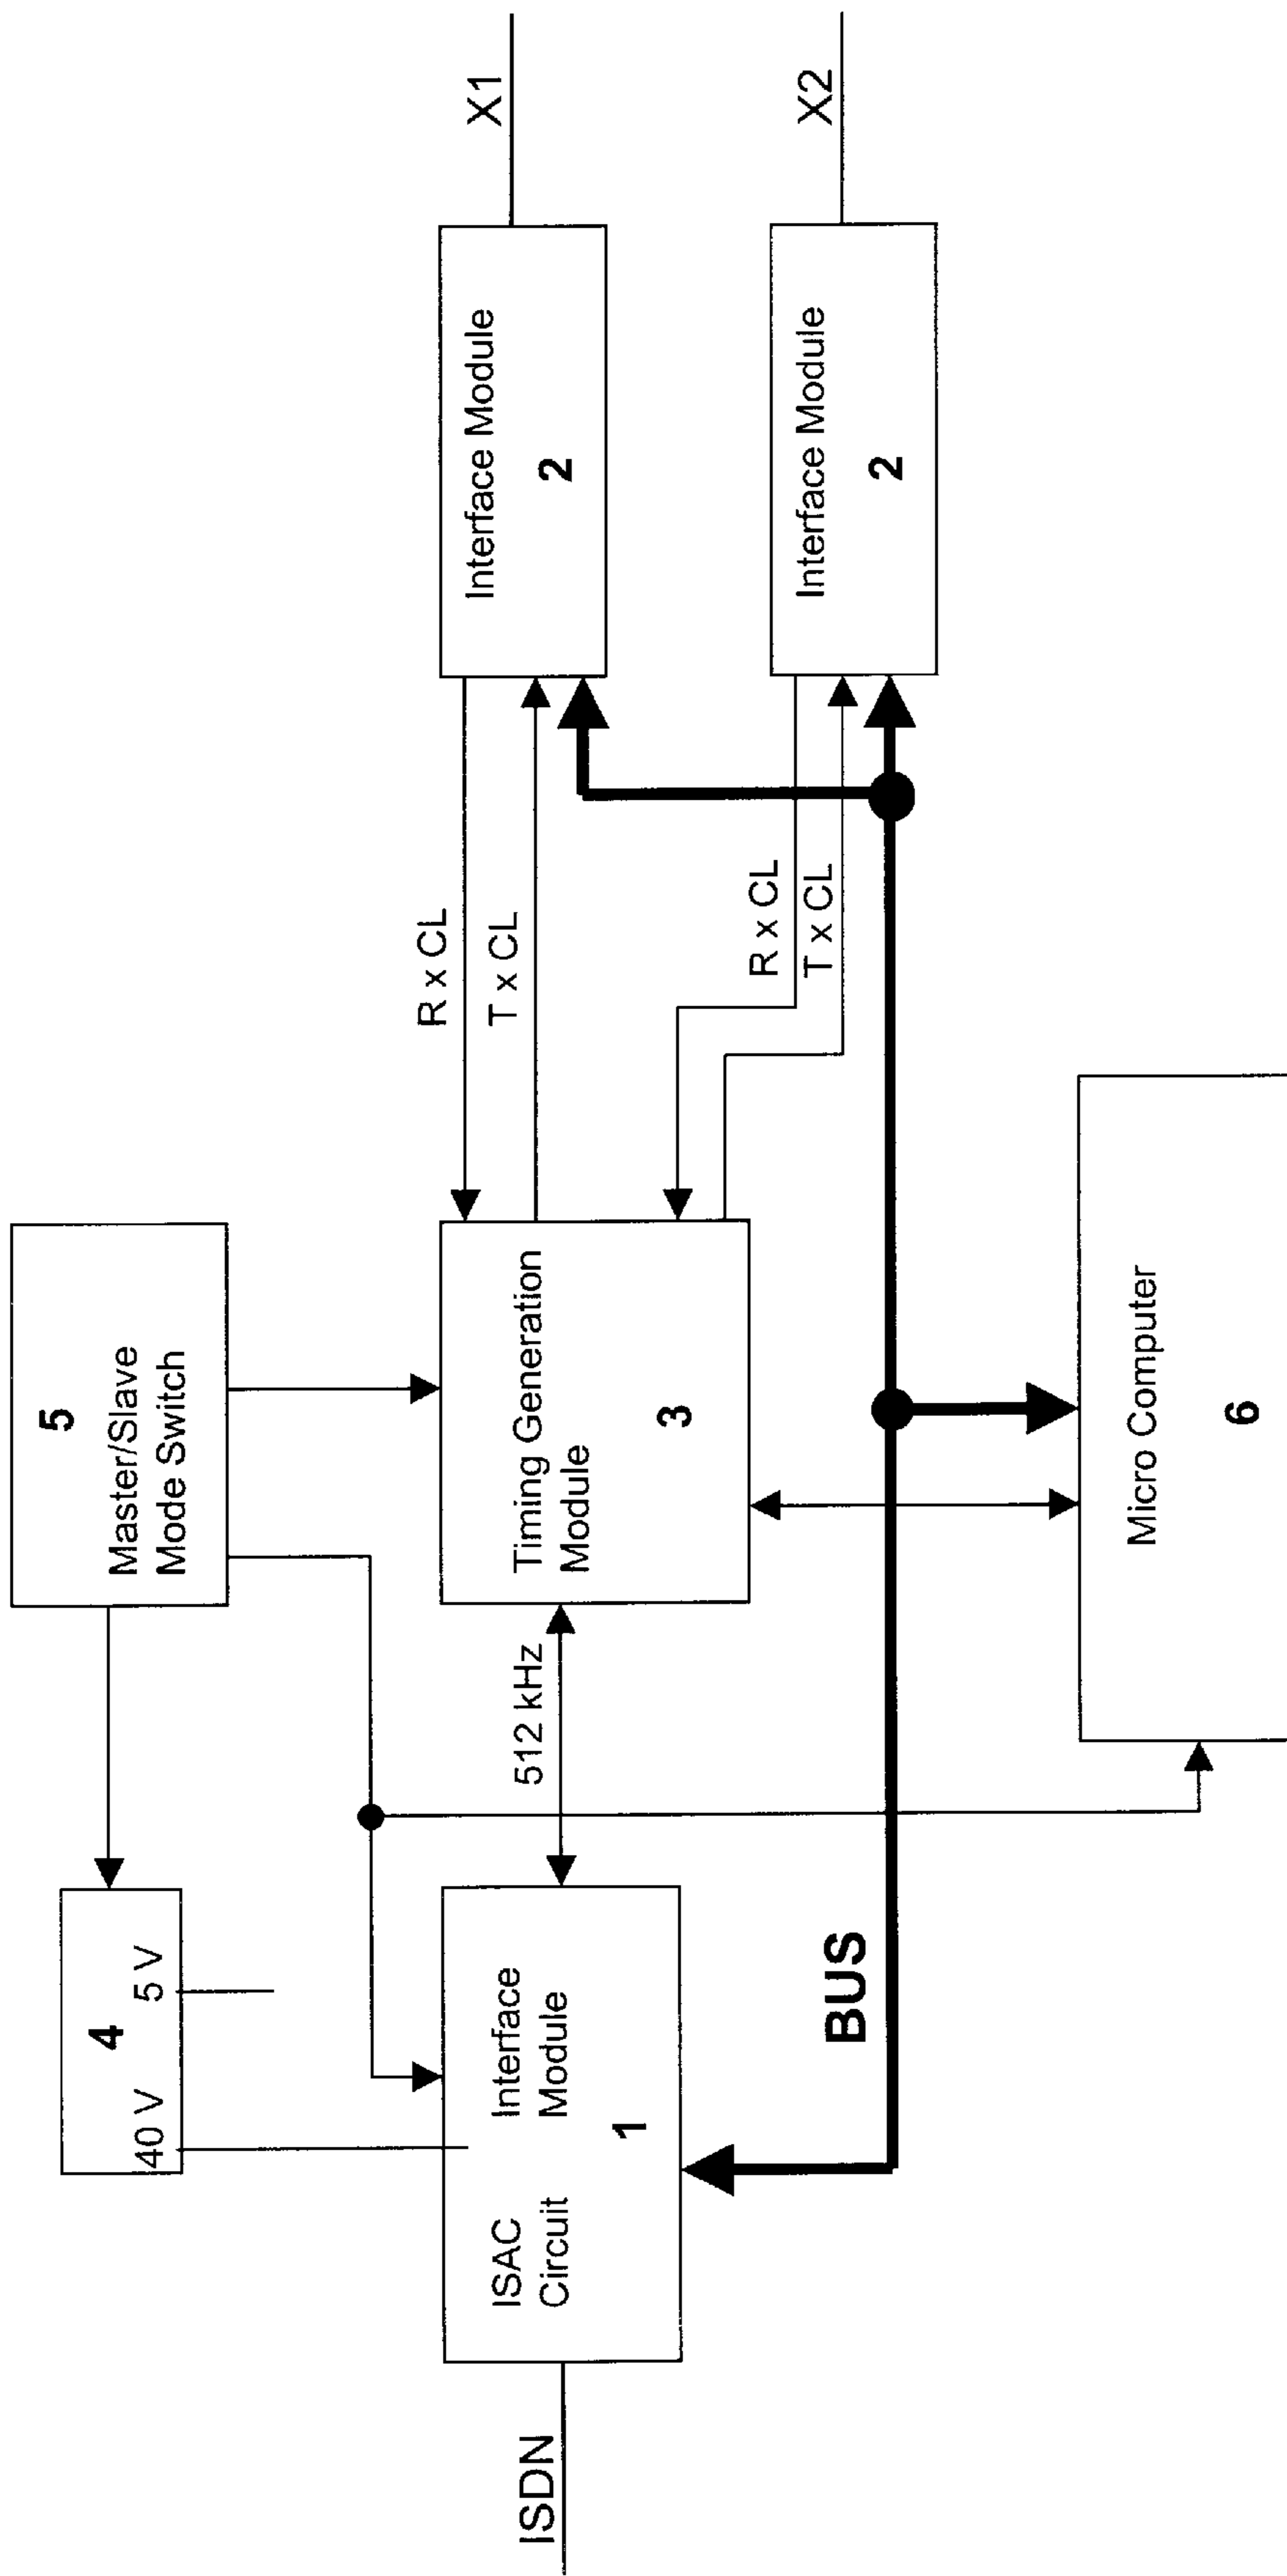 5
Master/Slave
Mode Switch
4
40 V
5 V
ISDN
ISAC
Circuit
Interface
Module
1
512 kHz
Timing Generation
Module
3
R x CL
T x CL
Interface Module
2
X1
R x CL
T x CL
Interface Module
2
X2
BUS
Micro Computer
6